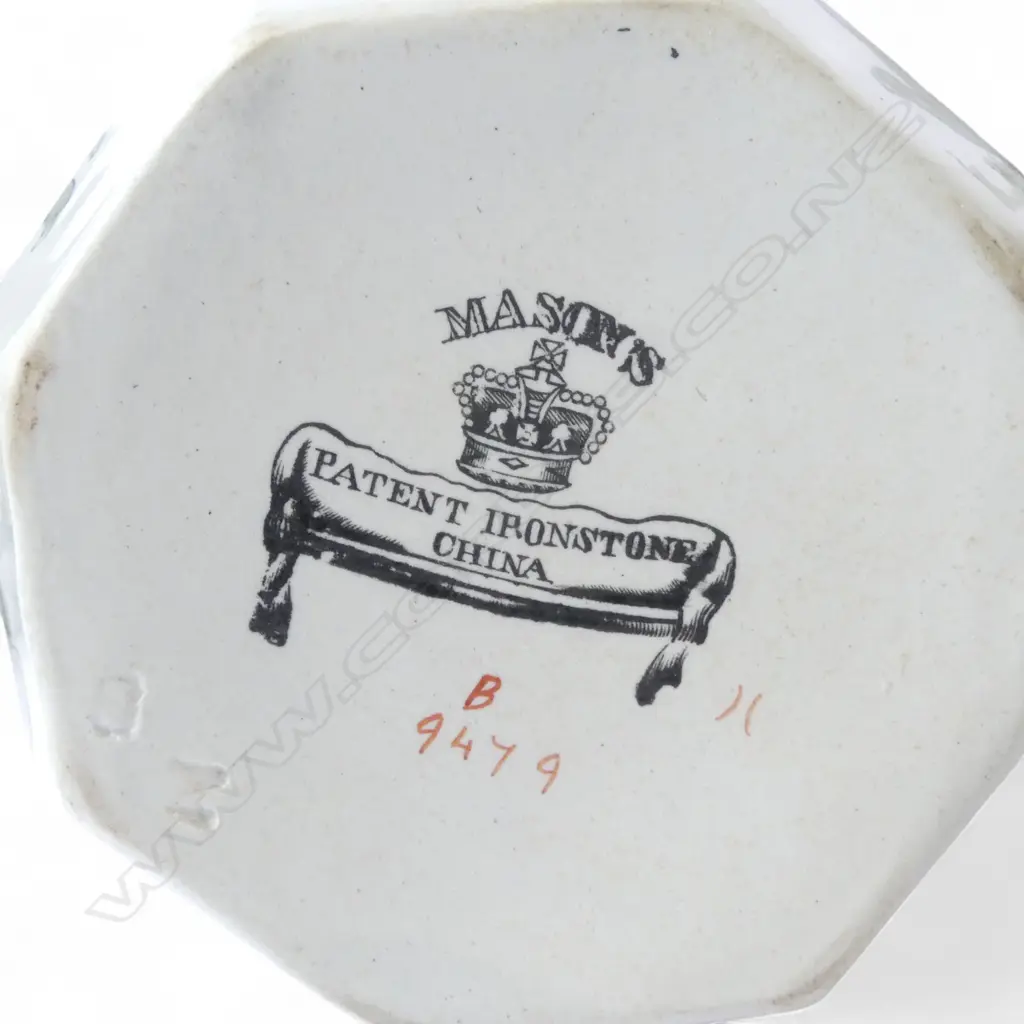 MASON'S
PATENT IRONSTONE
CHINA
B
9479